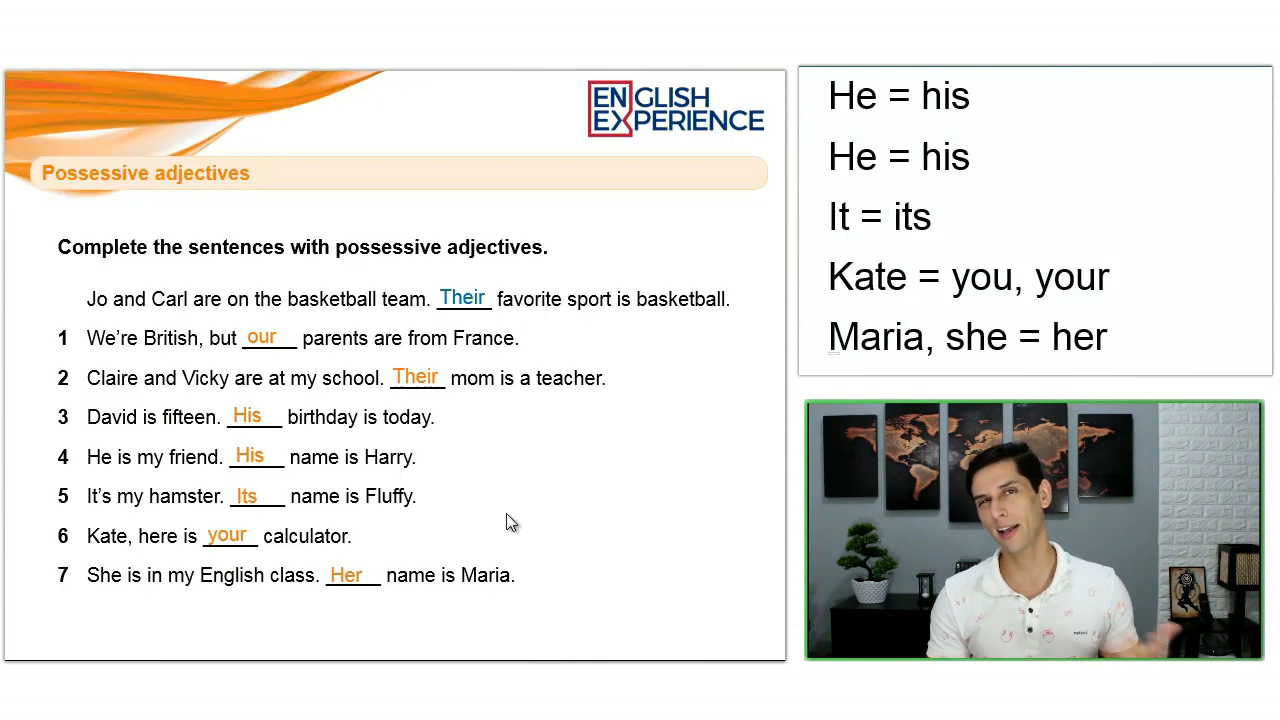 ENGLISH
EXPERIENCE
Possessive adjectives
Complete the sentences with possessive adjectives.
Jo and Carl are on the basketball team. Their favorite sport is basketball.
1 We're British, but our parents are from France.
2 Claire and Vicky are at my school. Their mom is a teacher.
3 David is fifteen. His birthday is today.
4 He is my friend. His name is Harry.
5 It's my hamster. Its name is Fluffy.
6 Kate, here is your calculator.
7 She is in my English class. Her name is Maria.
He = his
He = his
It = its
Kate = you, your
Maria, she = her